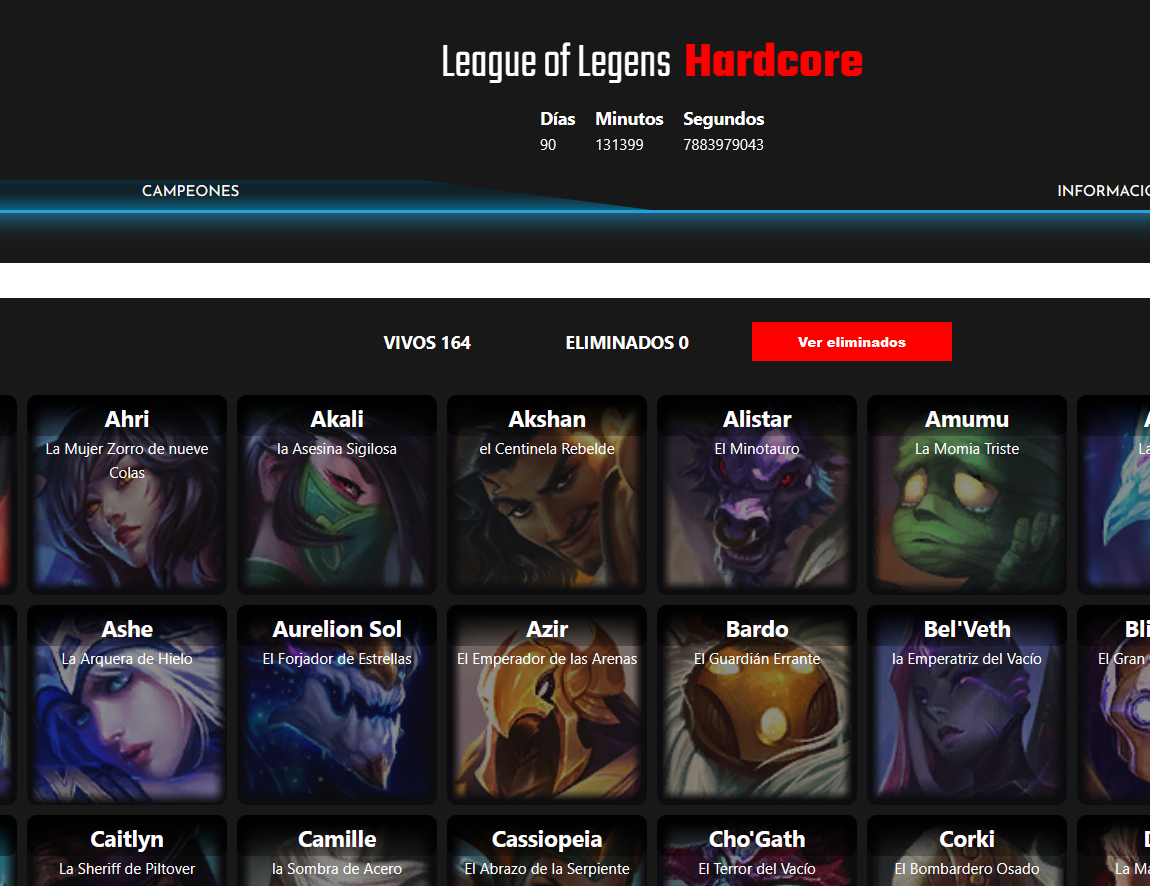 League of Legens Hardcore
Días Minutos Segundos
90 131399 7883979043
CAMPEONES INFORMACIO
VIVOS 164 ELIMINADOS 0 Ver eliminados
Ahri Akali Akshan Alistar Amumu
La Mujer Zorro de nueve la Asesina Sigilosa el Centinela Rebelde El Minotauro La Momia Triste La
Colas
Ashe Aurelion Sol Azir Bardo Bel'Veth Bli
La Arquera de Hielo El Forjador de Estrellas El Emperador de las Arenas El Guardián Errante la Emperatriz del Vacío El Gran
Caitlyn Camille Cassiopeia Cho'Gath Corki
La Sheriff de Piltover la Sombra de Acero El Abrazo de la Serpiente El Terror del Vacío El Bombardero Osado La Ma